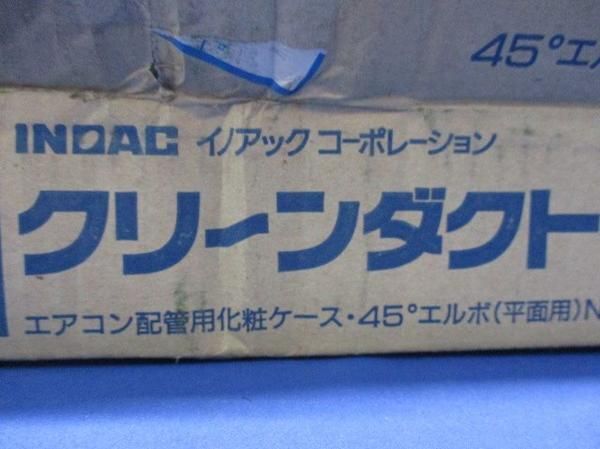 45°エル
INOAC イノアック コーポレーション
クリーンダクト
エアコン配管用化粧ケース・45°エルボ(平面用)N